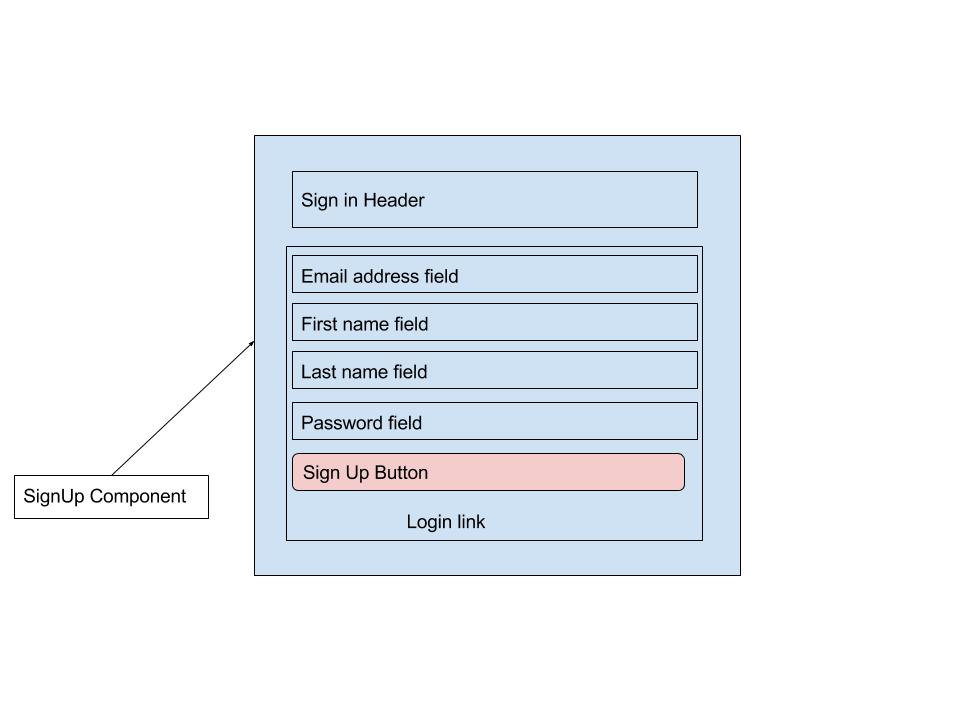 Sign in Header
Email address field
First name field
Last name field
Password field
Sign Up Button
SignUp Component
Login link